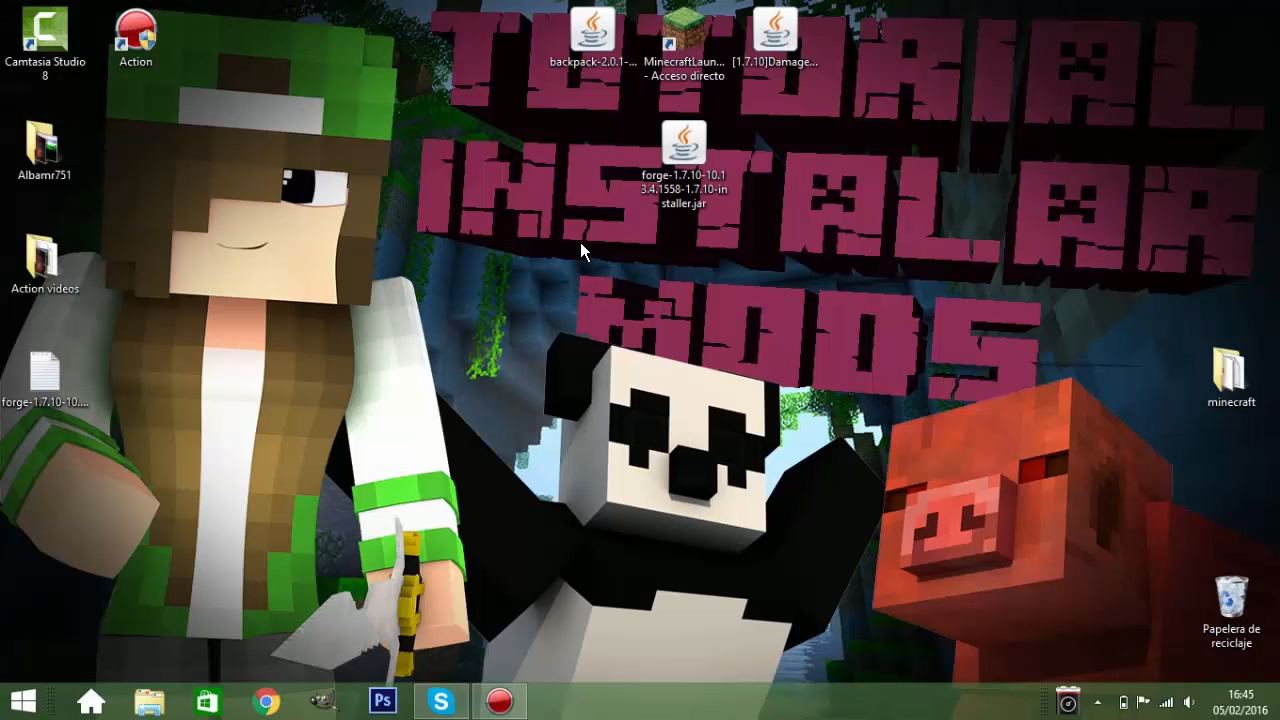 Camtasia Studio
8
Action
backpack-2.0.1-...
MinecraftLaun...
- Acceso directo
[1.7.10]Damage...
TUTORIAL
INSTALAR
MODS
Albamr751
forge-1.7.10-10.1
3.4.1558-1.7.10-in
staller.jar
Action videos
forge-1.7.10-10....
minecraft
Papelera de
reciclaje
Ps
16:45
05/02/2016